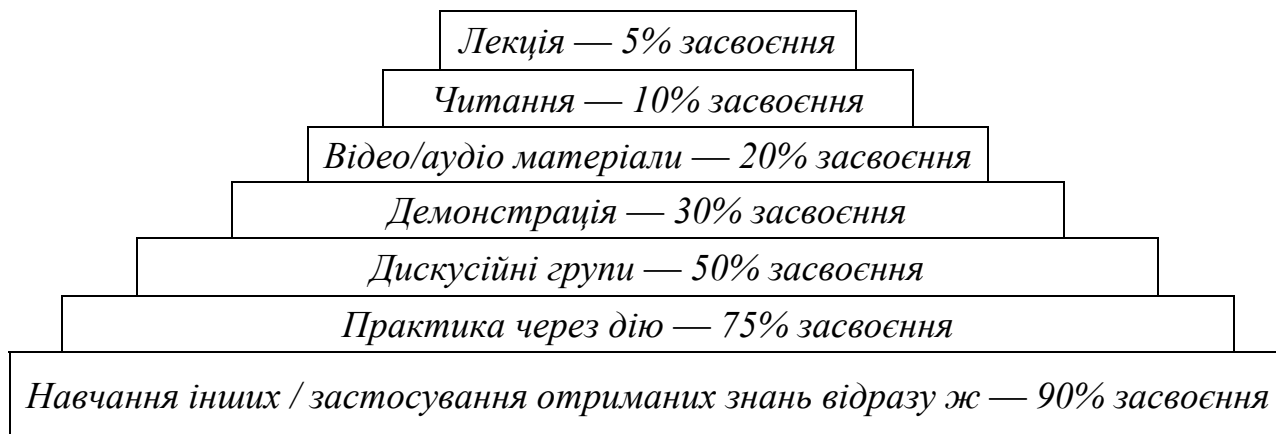 Лекція — 5% засвоєння
Читання — 10% засвоєння
Відео/аудіо матеріали — 20% засвоєння
Демонстрація — 30% засвоєння
Дискусійні групи — 50% засвоєння
Практика через дію — 75% засвоєння
Навчання інших / застосування отриманих знань відразу ж — 90% засвоєння